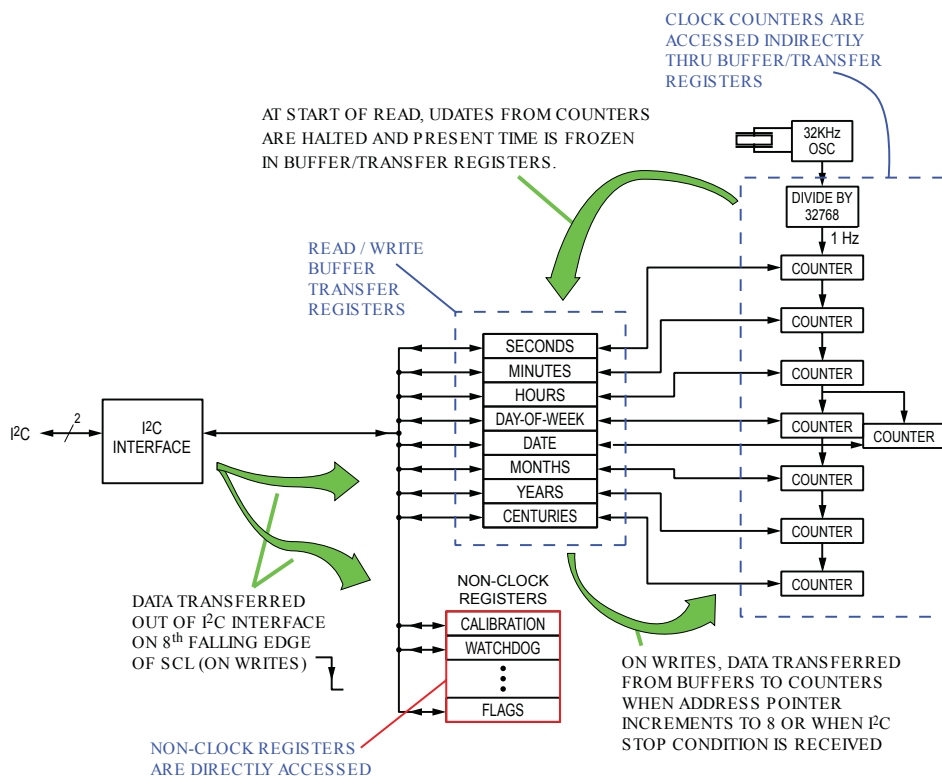 CLOCK COUNTERS ARE
ACCESSED INDIRECTLY
THRU BUFFER/TRANSFER
REGISTERS
AT START OF READ, UDATES FROM COUNTERS
ARE HALTED AND PRESENT TIME IS FROZEN
IN BUFFER/TRANSFER REGISTERS.
32KHz
OSC
DIVIDE BY
32768
1 Hz
READ / WRITE
BUFFER
TRANSFER
REGISTERS
COUNTER
COUNTER
COUNTER
COUNTER
COUNTER
COUNTER
COUNTER
COUNTER
SECONDS
MINUTES
HOURS
DAY-OF-WEEK
DATE
MONTHS
YEARS
CENTURIES
I²C
2
I²C
INTERFACE
DATA TRANSFERRED
OUT OF I²C INTERFACE
ON 8th FALLING EDGE
OF SCL (ON WRITES)
NON-CLOCK
REGISTERS
CALIBRATION
WATCHDOG
FLAGS
ON WRITES, DATA TRANSFERRED
FROM BUFFERS TO COUNTERS
WHEN ADDRESS POINTER
INCREMENTS TO 8 OR WHEN I²C
STOP CONDITION IS RECEIVED
NON-CLOCK REGISTERS
ARE DIRECTLY ACCESSED